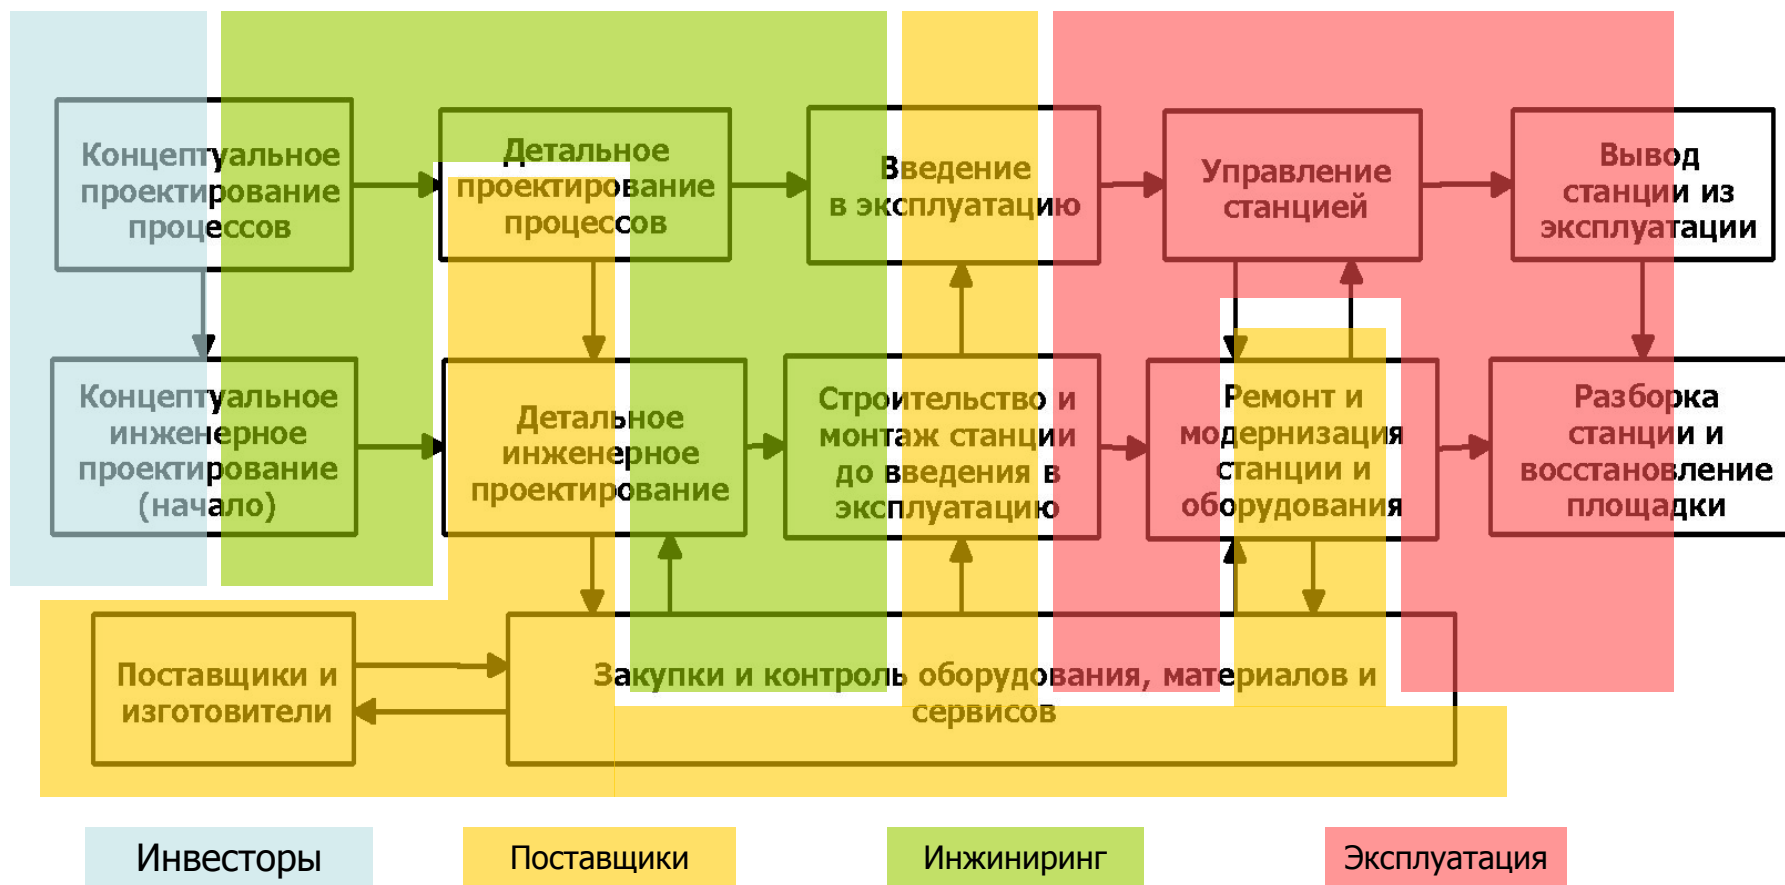 Концептуальное
проектирование
процессов
Детальное
проектирование
процессов
Введение
в эксплуатацию
Управление
станцией
Вывод
станции из
эксплуатации
Концептуальное
инженерное
проектирование
(начало)
Детальное
инженерное
проектирование
Строительство и
монтаж станции
до введения в
эксплуатацию
Ремонт и
модернизация
станции и
оборудования
Разборка
станции и
восстановление
площадки
Поставщики и
изготовители
Закупки и контроль оборудования, материалов и
сервисов
Инвесторы
Поставщики
Инжиниринг
Эксплуатация